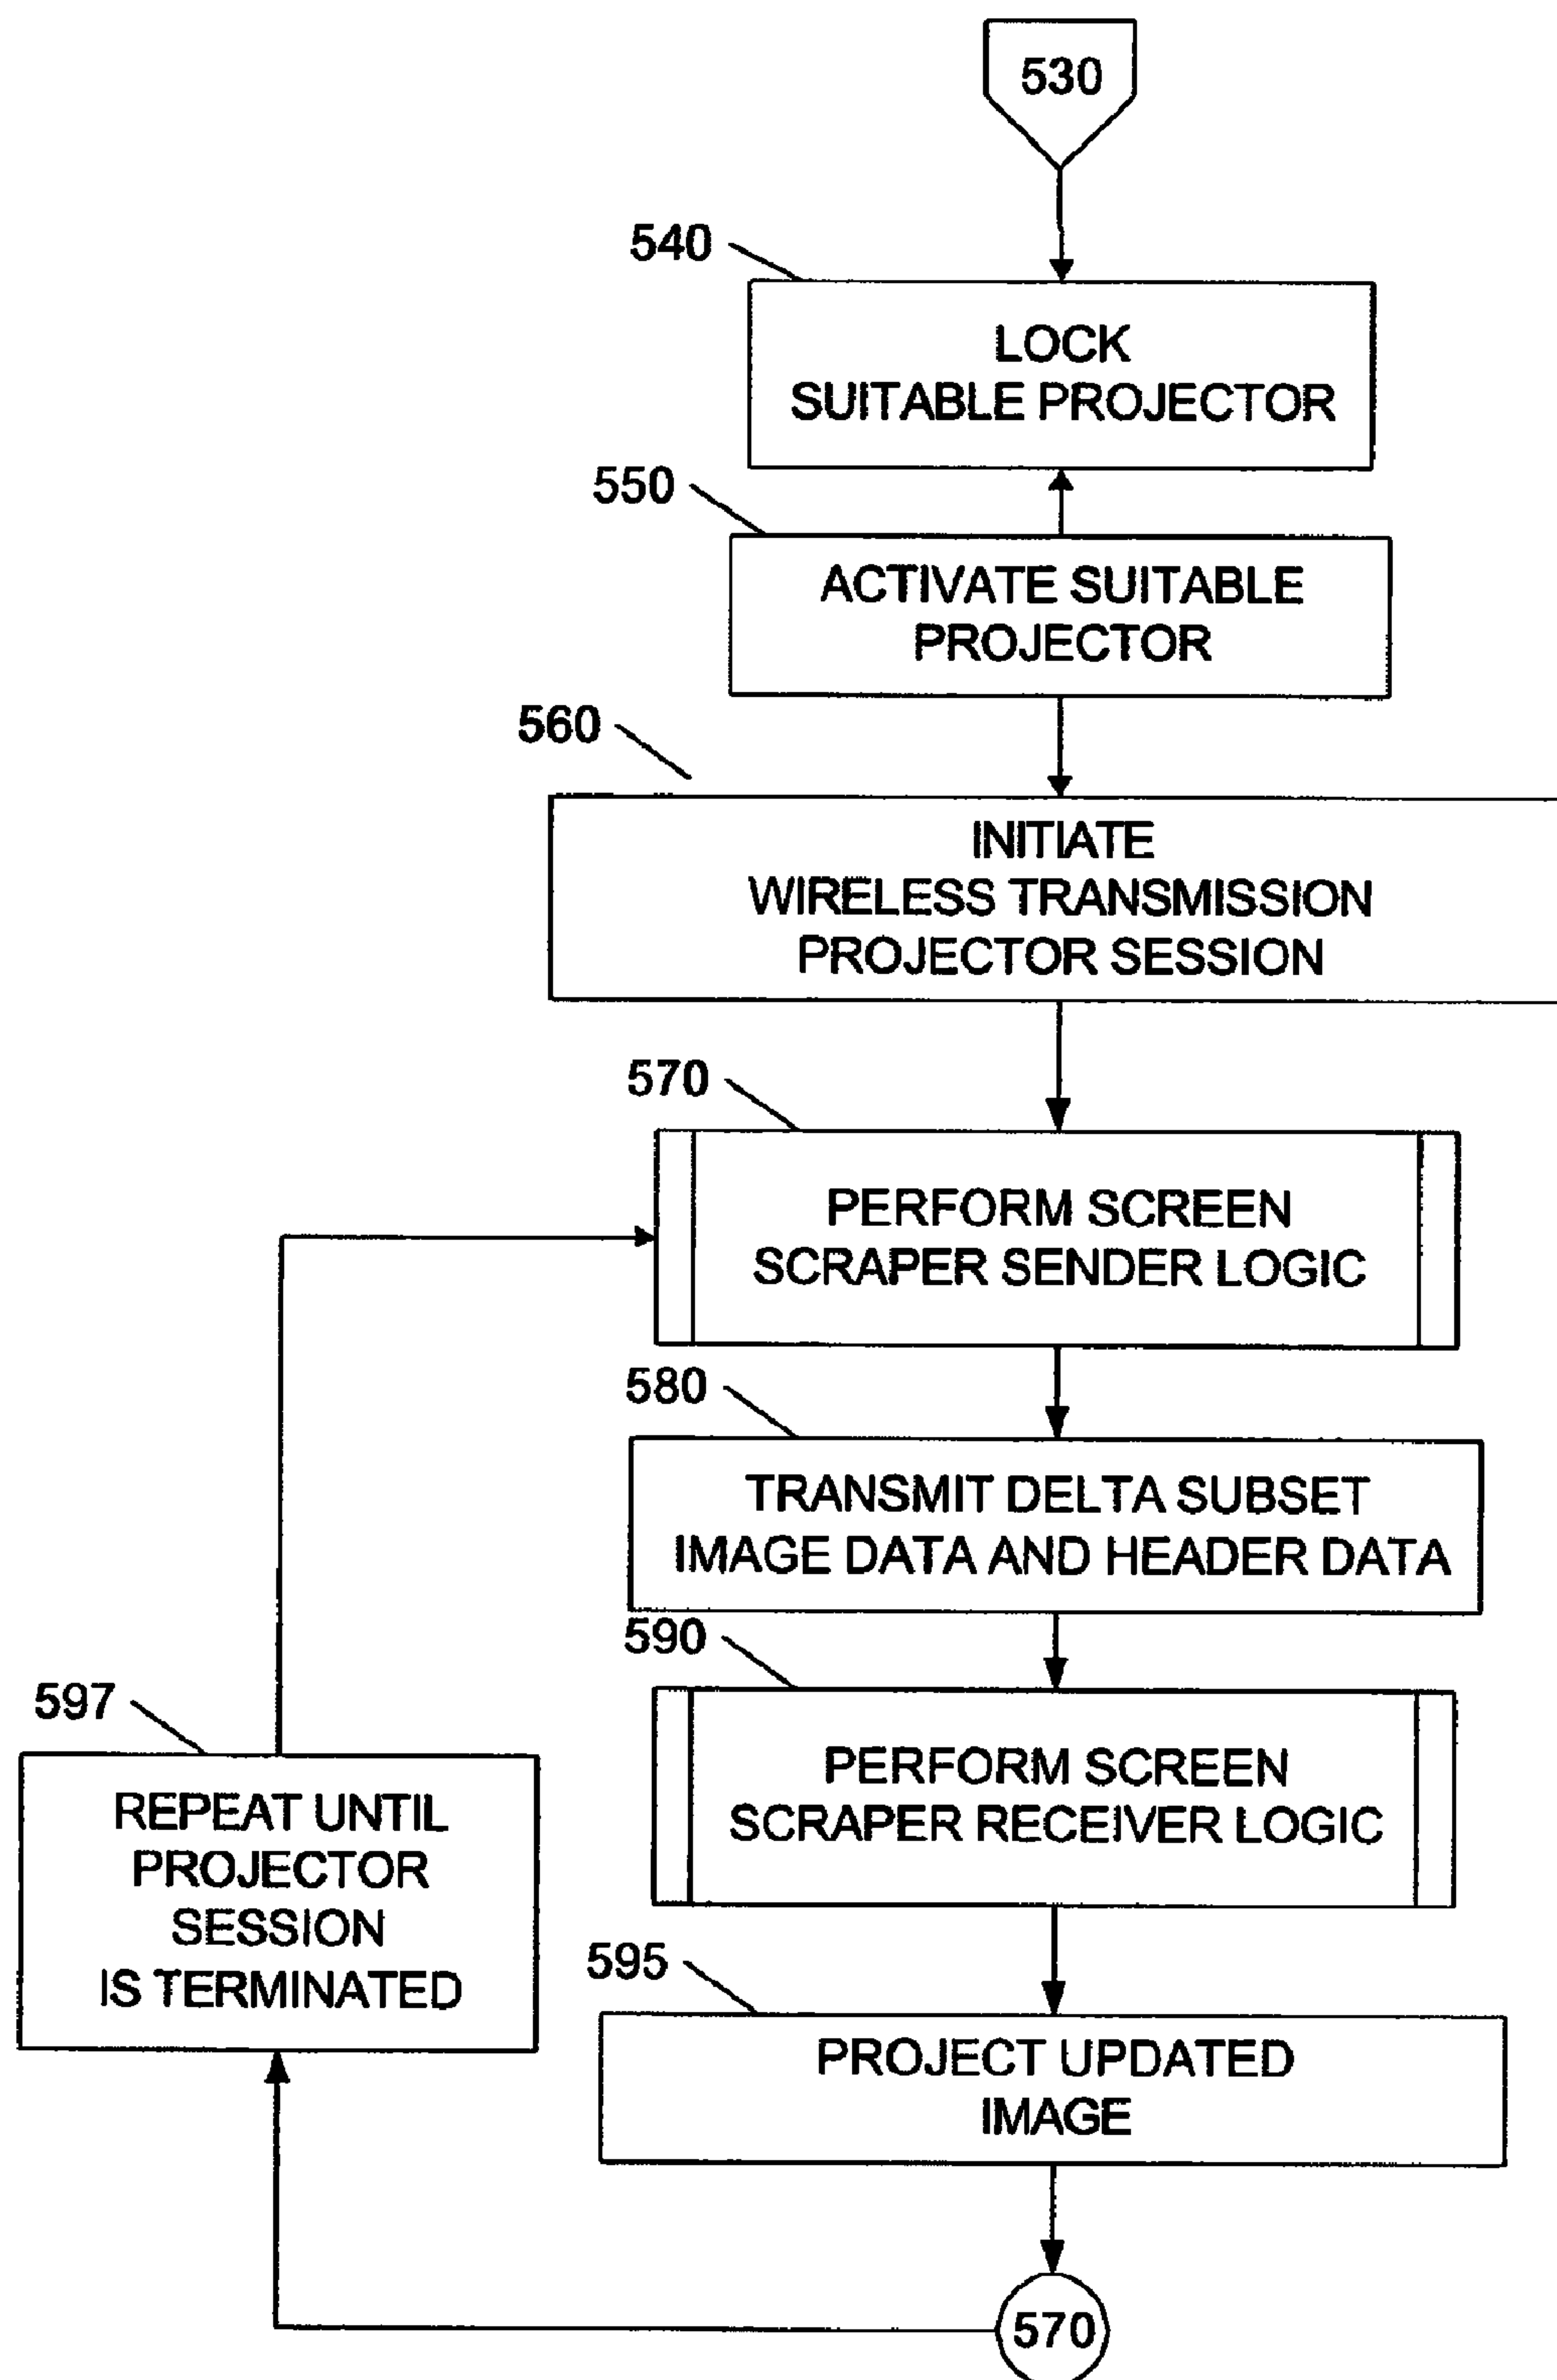 530
540
LOCK
SUITABLE PROJECTOR
550
ACTIVATE SUITABLE
PROJECTOR
560
INITIATE
WIRELESS TRANSMISSION
PROJECTOR SESSION
570
PERFORM SCREEN
SCRAPER SENDER LOGIC
580
TRANSMIT DELTA SUBSET
IMAGE DATA AND HEADER DATA
590
PERFORM SCREEN
SCRAPER RECEIVER LOGIC
597
REPEAT UNTIL
PROJECTOR
SESSION
IS TERMINATED
595
PROJECT UPDATED
IMAGE
570